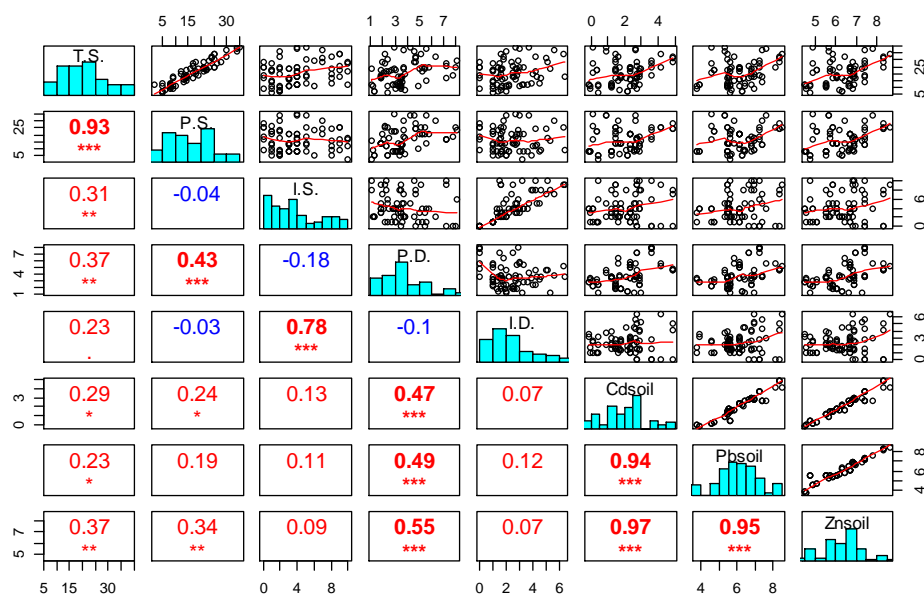 5 15 30 1 3 5 7 0 2 4 5 6 7 8
T.S. 5 25
5 25 0.93 P.S.
***
0.31 -0.04 I.S. 0 6
**
1 4 7 0.37 0.43 -0.18 P.D.
** ***
0.23 -0.03 0.78 -0.1 I.D. 0 3 6
. ***
0 3 0.29 0.24 0.13 0.47 0.07 Cdsoil
* * ***
0.23 0.19 0.11 0.49 0.12 0.94 Pbsoil 4 6 8
* *** ***
5 7 0.37 0.34 0.09 0.55 0.07 0.97 0.95 Znsoil
** ** *** *** ***
5 15 30 0 4 8 0 2 4 6 4 6 8